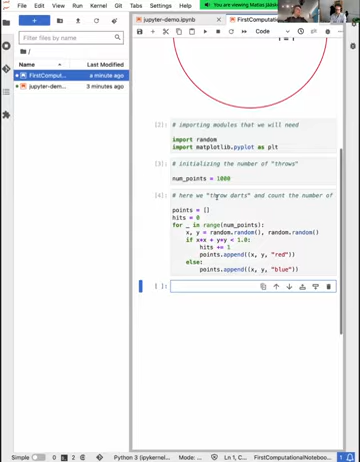 File Edit View Run Kernel Git Tabs Settings Help
You are viewing Matias
Filter files by name
/
Name
Last Modified
FirstComput...
a minute ago
jupyter-dem...
3 minutes ago
jupyter-demo.ipynb
FirstComputation
Code
r = 1
[2]:
# importing modules that we will need
import random
import matplotlib.pyplot as plt
[3]:
# initializing the number of "throws"
num_points = 1000
[4]:
# here we "throw darts" and count the number of
points = []
hits = 0
for _ in range(num_points):
x, y = random.random(), random.random()
if x*x + y*y < 1.0:
hits += 1
points.append((x, y, "red"))
else:
points.append((x, y, "blue"))
[ ]:
Simple
0
2
Python 3 (ipykernel...
Mode: ...
Ln 1, C...
FirstComputationalNotebook...
1